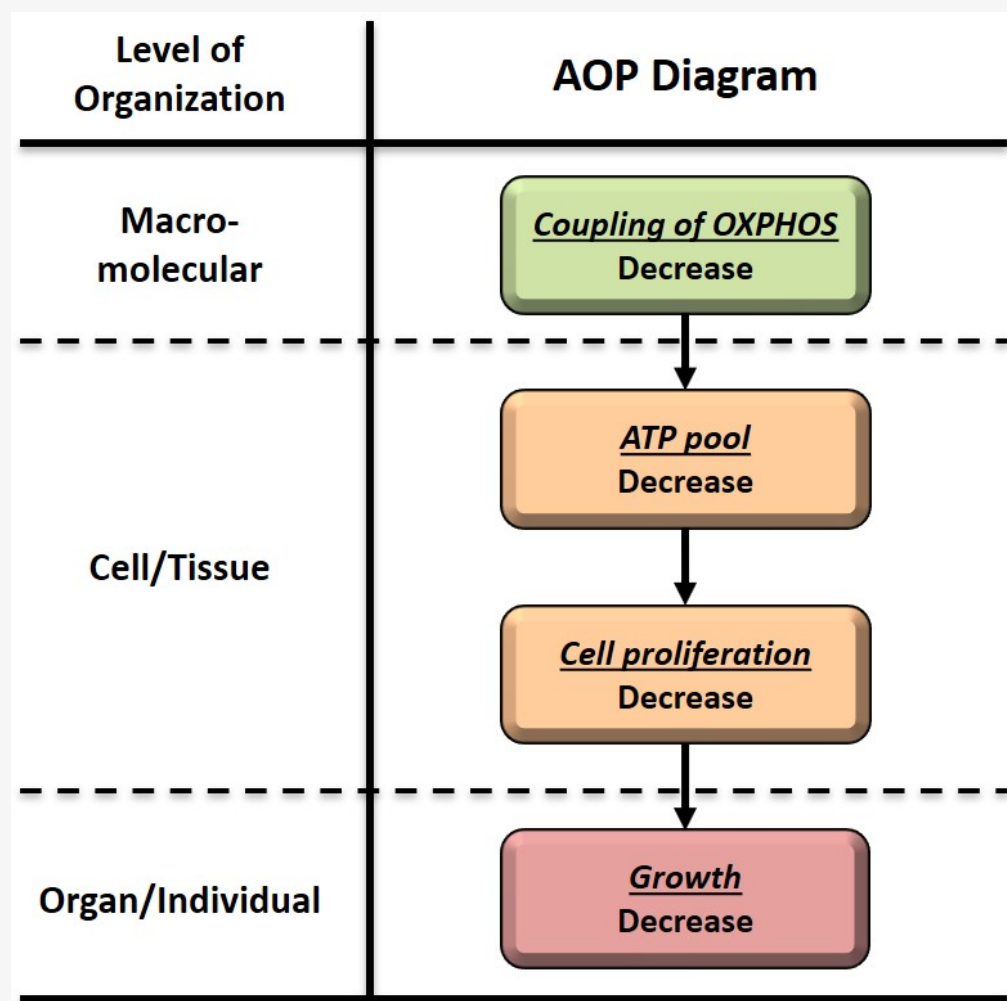 Level of
Organization
AOP Diagram
Macro-
molecular
Coupling of OXPHOS
Decrease
ATP pool
Decrease
Cell/Tissue
Cell proliferation
Decrease
Organ/Individual
Growth
Decrease